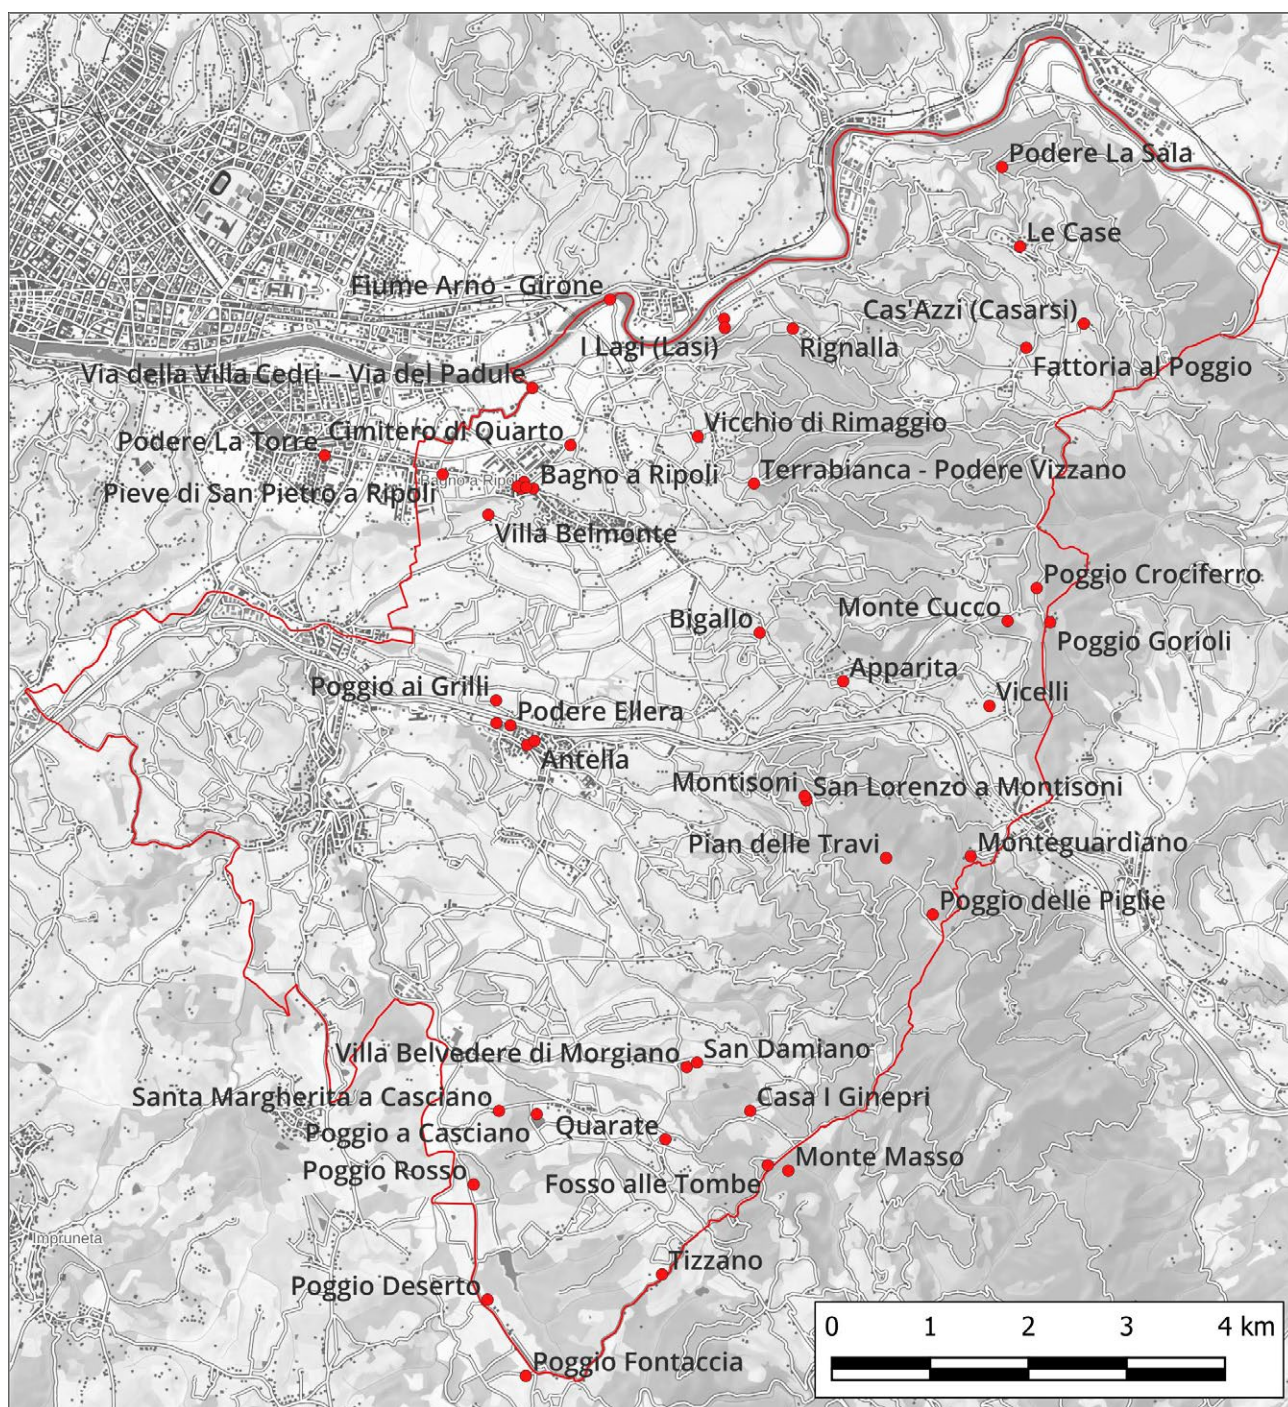 Podere La Sala
Le Case
Fiume Arno - Girone
Cas'Azzi (Casarsi)
I Lagi (Lasi)
Rignalla
Fattoria al Poggio
Via della Villa Cedri – Via del Padule
Vicchio di Rimaggio
Cimitero di Quarto
Podere La Torre
Terrabianca - Podere Vizzano
Bagno a Ripoli
Bagno a Ripoli
Pieve di San Pietro a Ripoli
Villa Belmonte
Poggio Crociferro
Monte Cucco
Bigallo
Poggio Gorioli
Apparita
Poggio ai Grilli
Vicelli
Podere Ellera
Antella
Montisoni
San Lorenzo a Montisoni
Pian delle Travi
Monteguardiano
Poggio delle Piglie
Villa Belvedere di Morgiano
San Damiano
Santa Margherita a Casciano
Casa I Ginepri
Poggio a Casciano
Quarate
Poggio Rosso
Monte Masso
Fosso alle Tombe
Impruneta
Tizzano
Poggio Deserto
Poggio Fontaccia
0 1 2 3 4 km